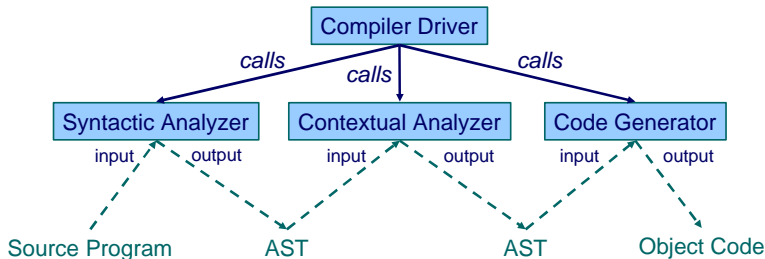 Compiler Driver
calls calls calls
Syntactic Analyzer Contextual Analyzer Code Generator
input output input output input output
Source Program AST AST Object Code